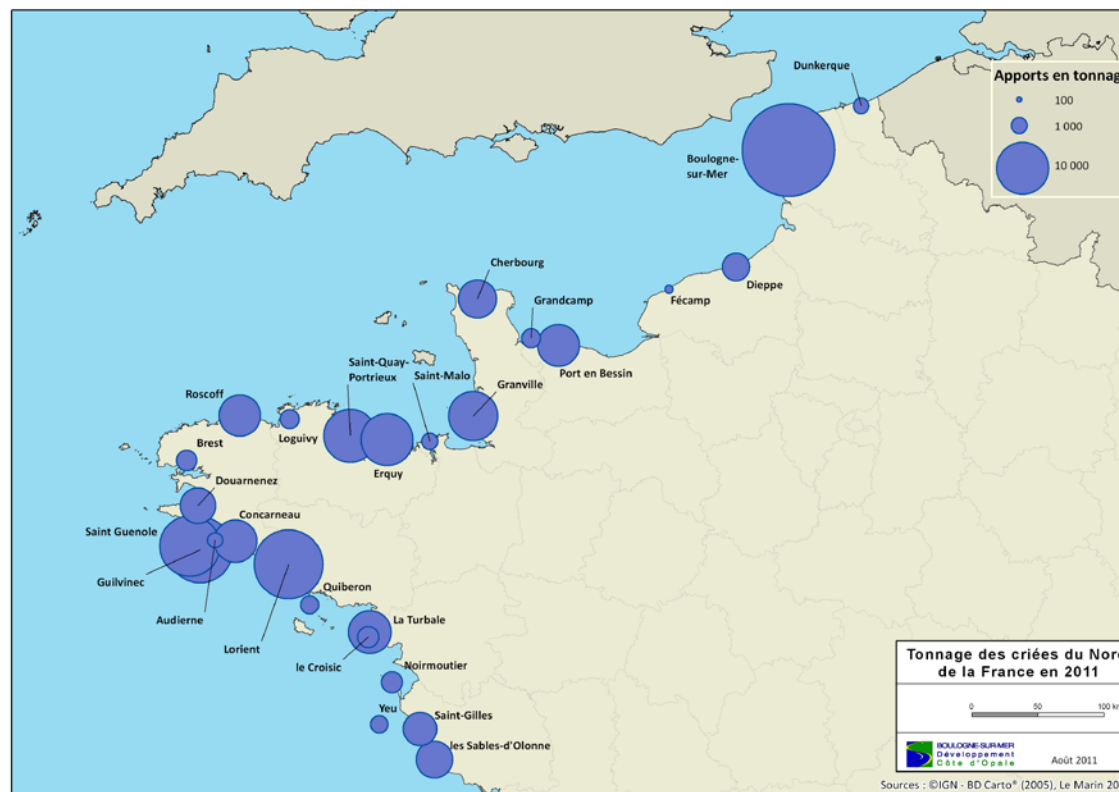 Dunkerque
Apports en tonnag
100
1 000
10 000
Boulogne-
sur-Mer
Cherbourg
Dieppe
Fécamp
Grandcamp
Port en Bessin
Saint-Quay-
Portrieux
Saint-Malo
Granville
Roscoff
Loguivy
Erquy
Brest
Douarnenez
Concarneau
Saint Guenole
Guilvinec
Audierne
Lorient
Quiberon
La Turbale
le Croisic
Noirmoutier
Yeu
Saint-Gilles
les Sables-d'Olonne
Tonnage des criées du Nor
de la France en 2011
0 50 100 k
BOULOGNE-SUR-MER
Développement
Côte d'Opale
Août 2011
Sources : ©IGN - BD Carto® (2005), Le Marin 20